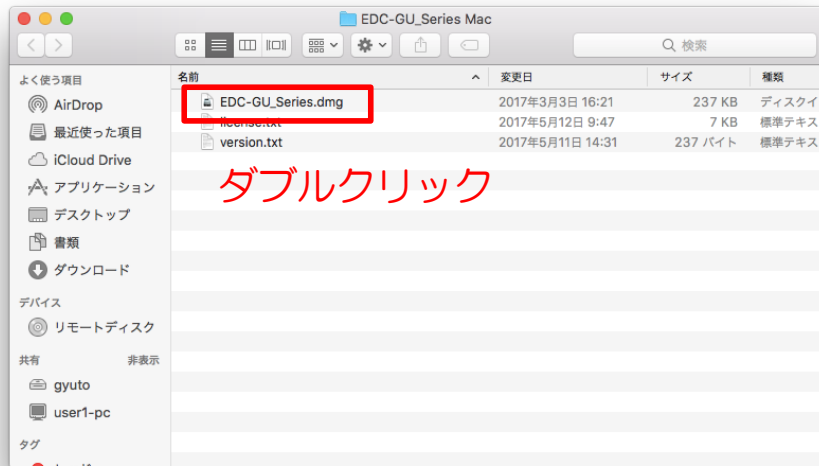 EDC-GU_Series Mac
検索
よく使う項目
AirDrop
最近使った項目
iCloud Drive
アプリケーション
デスクトップ
書類
ダウンロード
デバイス
リモートディスク
共有 非表示
gyuto
user1-pc
タグ
名前 変更日 サイズ 種類
EDC-GU_Series.dmg 2017年3月3日 16:21 237 KB ディスクイ
license.txt 2017年5月12日 9:47 7 KB 標準テキス
version.txt 2017年5月11日 14:31 237 バイト 標準テキス
ダブルクリック